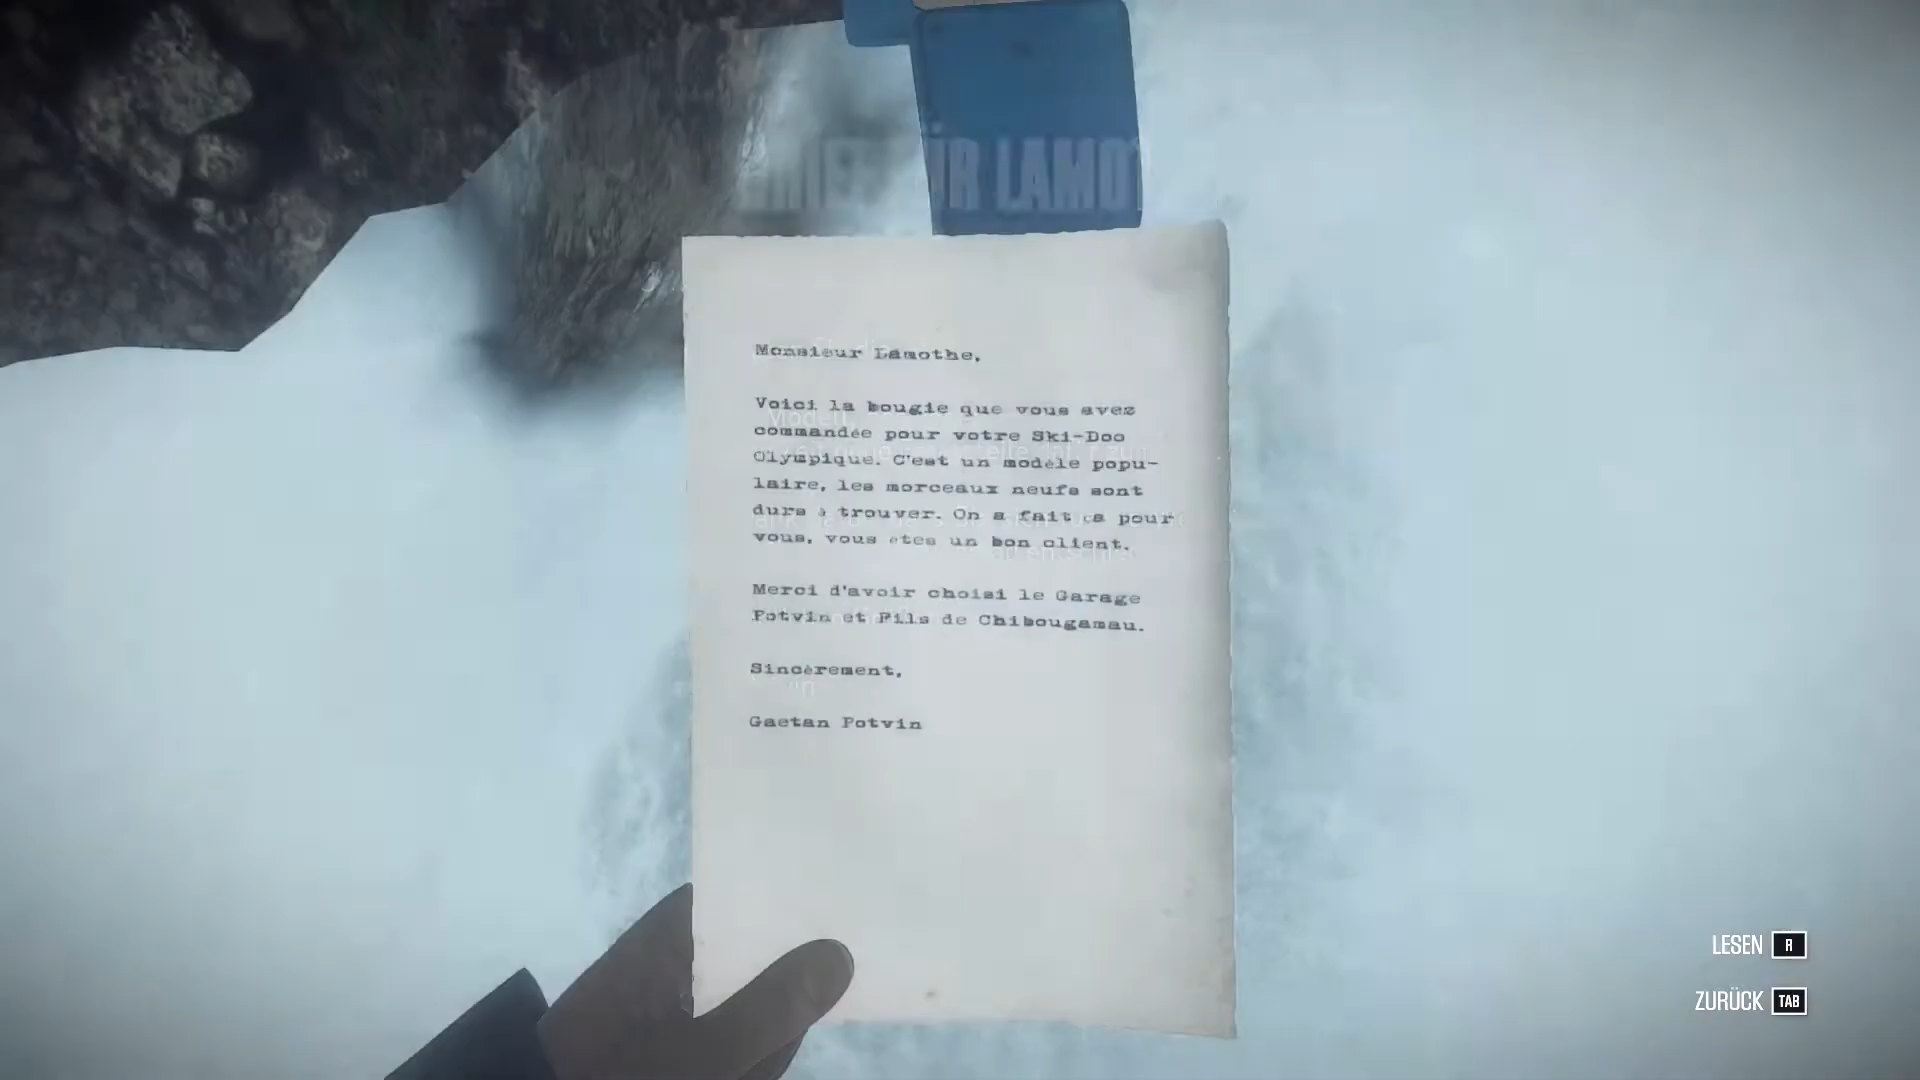 Monsieur Lamothe,
Voici la bougie que vous avez
commandée pour votre Ski-Doo
Olympique. C'est un modèle popu-
laire, les morceaux neufs sont
durs à trouver. On a fait ça pour
vous, vous êtes un bon client.
Merci d'avoir choisi le Garage
Potvin et Fils de Chibougamau.
Sincèrement,
Gaetan Potvin
LESEN R
ZURÜCK TAB